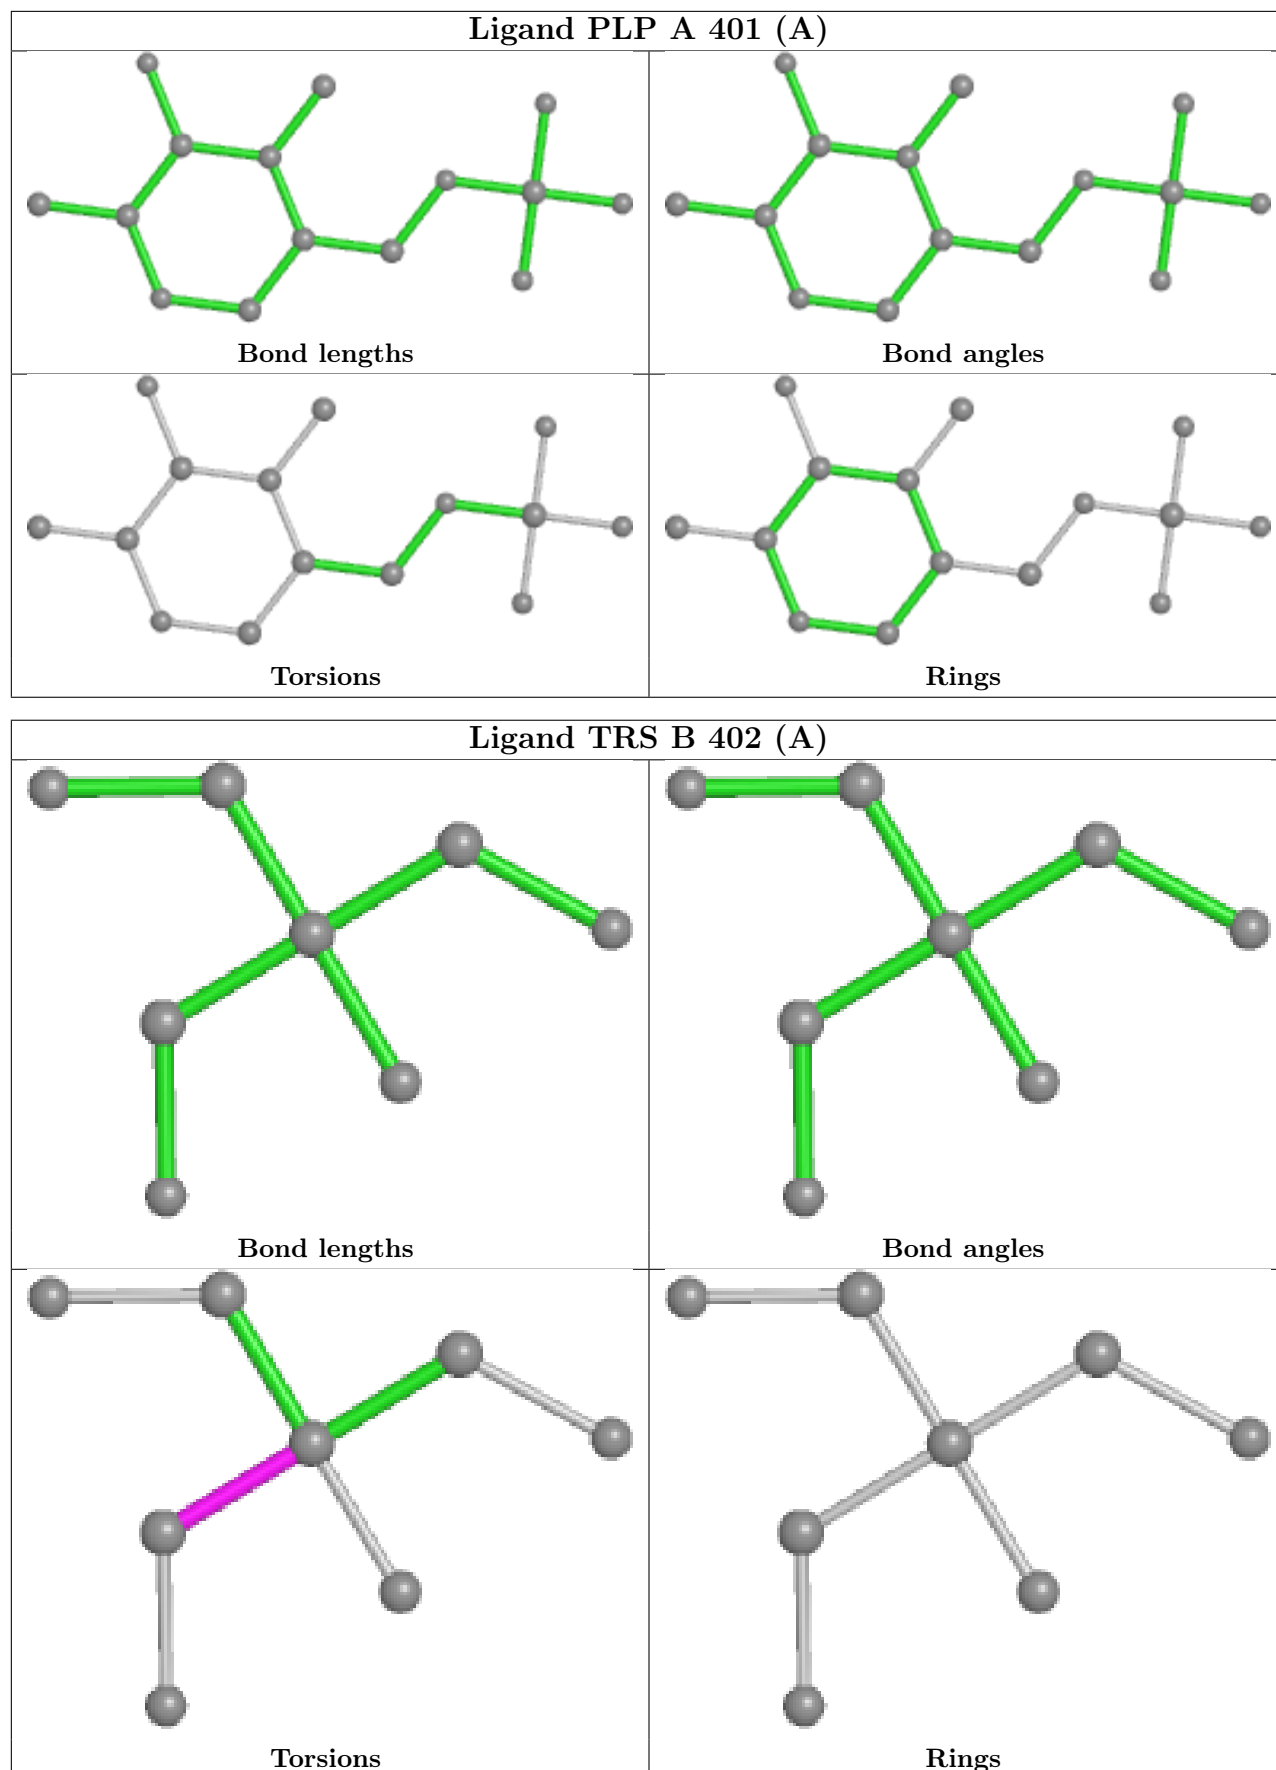 Ligand PLP A 401 (A)
Bond lengths
Bond angles
Torsions
Rings
Ligand TRS B 402 (A)
Bond lengths
Bond angles
Torsions
Rings